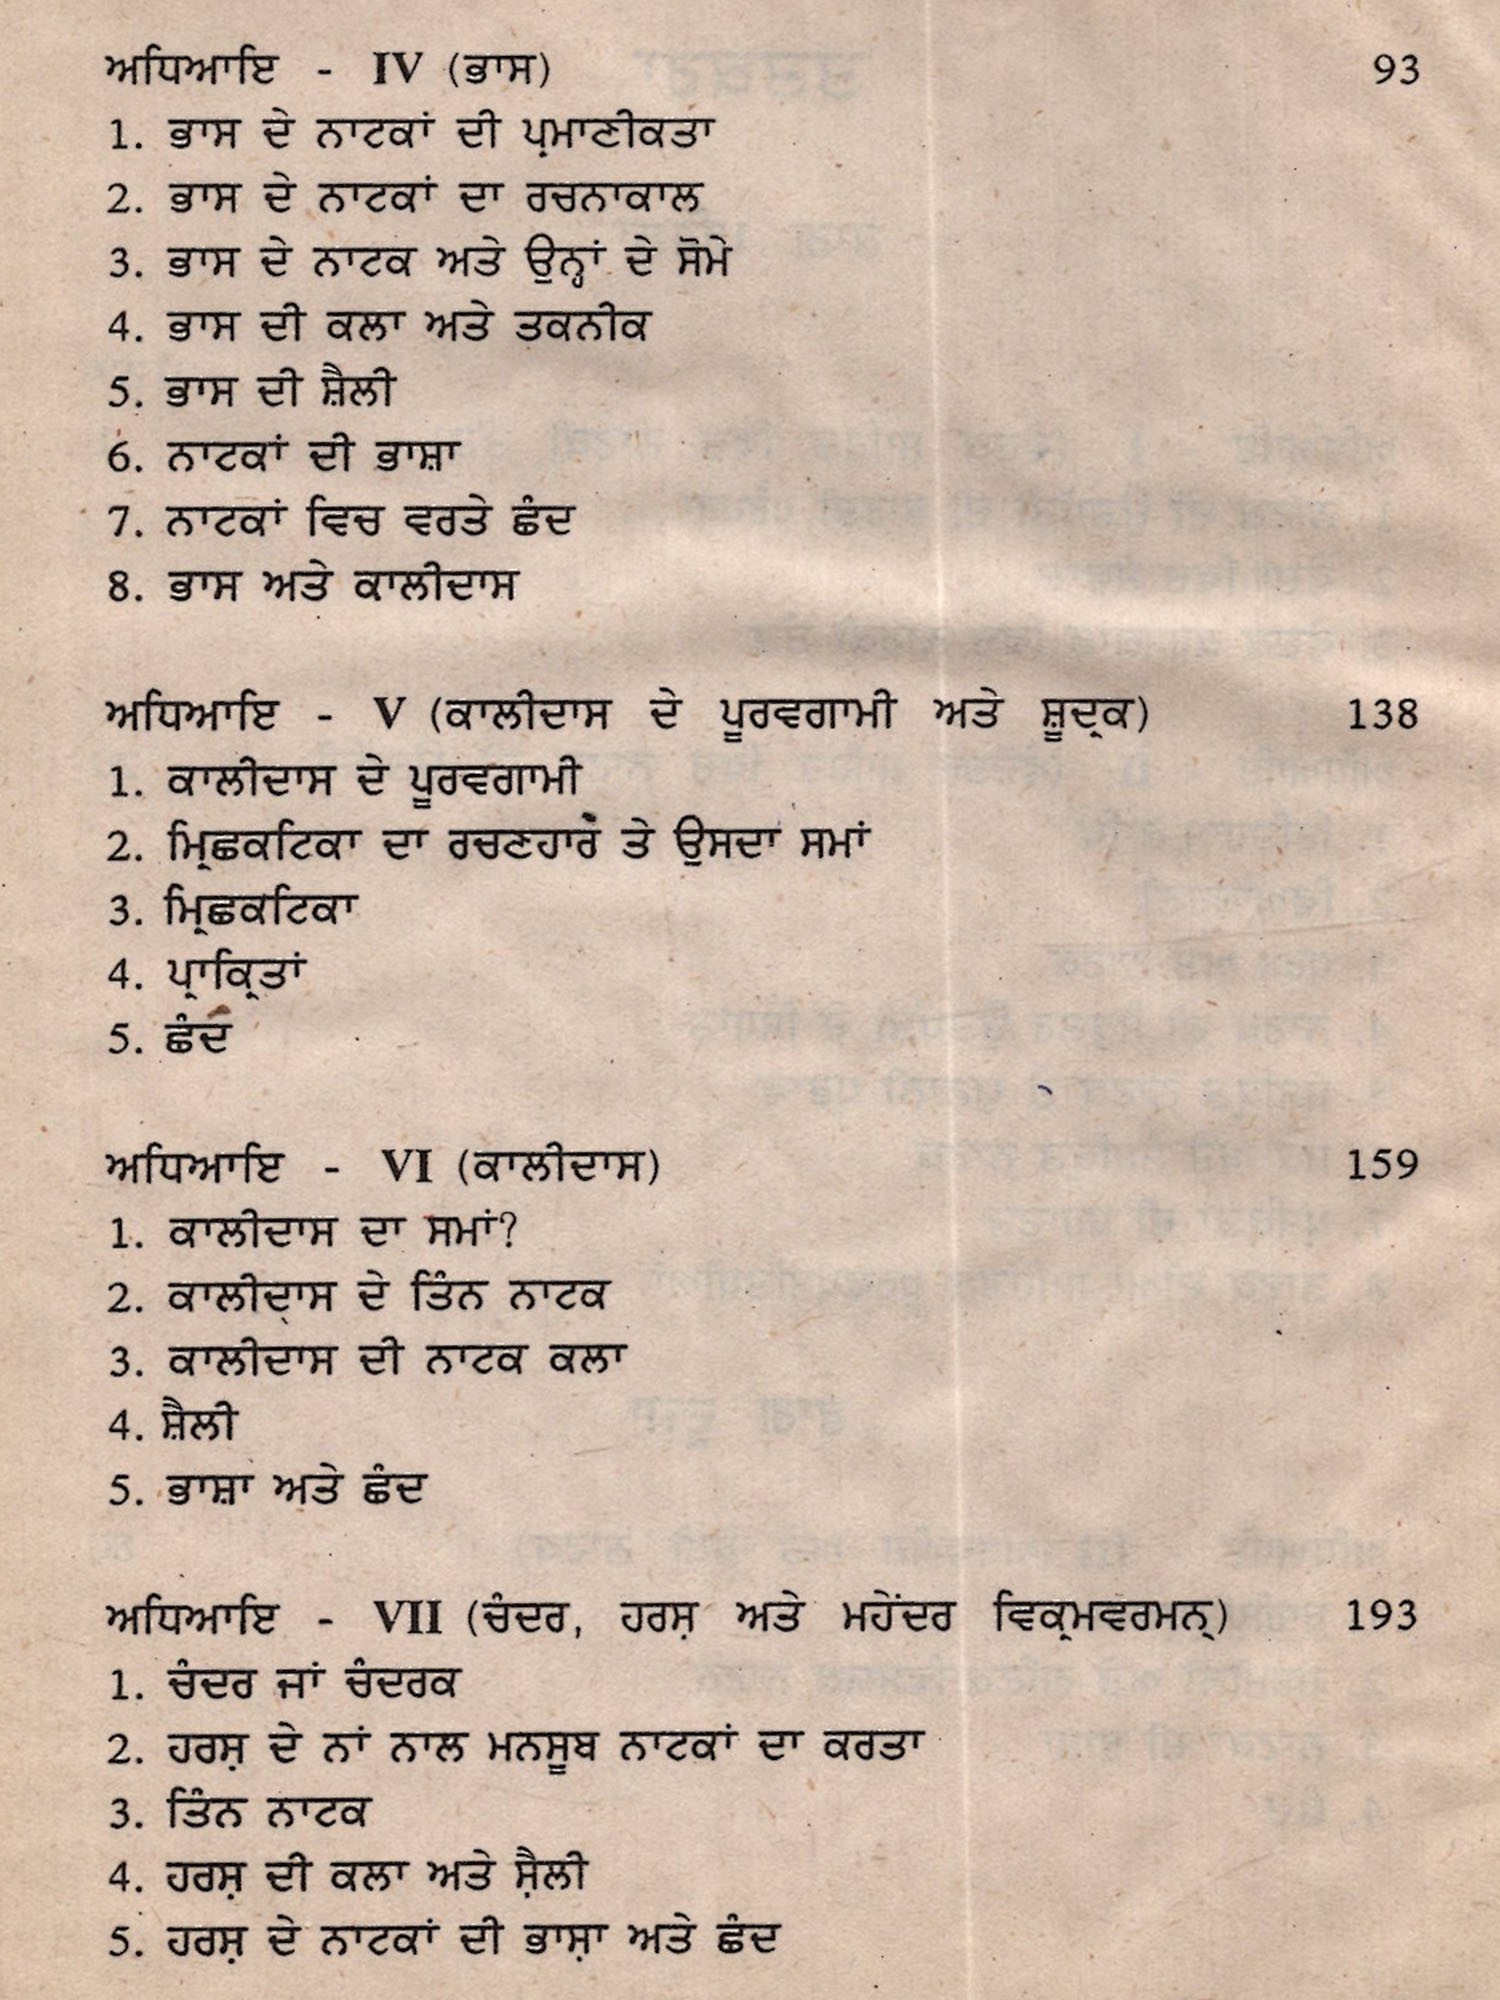 ਅਧਿਆਇ - IV (ਭਾਸ) 93
1. ਭਾਸ ਦੇ ਨਾਟਕਾਂ ਦੀ ਪ੍ਰਮਾਣੀਕਤਾ
2. ਭਾਸ ਦੇ ਨਾਟਕਾਂ ਦਾ ਰਚਨਾਕਾਲ
3. ਭਾਸ ਦੇ ਨਾਟਕ ਅਤੇ ਉਨ੍ਹਾਂ ਦੇ ਸੋਮੇ
4. ਭਾਸ ਦੀ ਕਲਾ ਅਤੇ ਤਕਨੀਕ
5. ਭਾਸ ਦੀ ਸ਼ੈਲੀ
6. ਨਾਟਕਾਂ ਦੀ ਭਾਸ਼ਾ
7. ਨਾਟਕਾਂ ਵਿਚ ਵਰਤੇ ਛੰਦ
8. ਭਾਸ ਅਤੇ ਕਾਲੀਦਾਸ
ਅਧਿਆਇ - V (ਕਾਲੀਦਾਸ ਦੇ ਪੂਰਵਗਾਮੀ ਅਤੇ ਸ਼ੂਦ੍ਰਕ) 138
1. ਕਾਲੀਦਾਸ ਦੇ ਪੂਰਵਗਾਮੀ
2. ਮ੍ਰਿਛਕਟਿਕਾ ਦਾ ਰਚਣਹਾਰ ਤੇ ਉਸਦਾ ਸਮਾਂ
3. ਮ੍ਰਿਛਕਟਿਕਾ
4. ਪ੍ਰਾਕ੍ਰਿਤਾਂ
5. ਛੰਦ
ਅਧਿਆਇ - VI (ਕਾਲੀਦਾਸ) 159
1. ਕਾਲੀਦਾਸ ਦਾ ਸਮਾਂ?
2. ਕਾਲੀਦਾਸ ਦੇ ਤਿੰਨ ਨਾਟਕ
3. ਕਾਲੀਦਾਸ ਦੀ ਨਾਟਕ ਕਲਾ
4. ਸ਼ੈਲੀ
5. ਭਾਸ਼ਾ ਅਤੇ ਛੰਦ
ਅਧਿਆਇ - VII (ਚੰਦਰ, ਹਰਸ਼ ਅਤੇ ਮਹੇਂਦਰ ਵਿਕ੍ਰਮਵਰਮਨ੍) 193
1. ਚੰਦਰ ਜਾਂ ਚੰਦਰਕ
2. ਹਰਸ਼ ਦੇ ਨਾਂ ਨਾਲ ਮਨਸੂਬ ਨਾਟਕਾਂ ਦਾ ਕਰਤਾ
3. ਤਿੰਨ ਨਾਟਕ
4. ਹਰਸ਼ ਦੀ ਕਲਾ ਅਤੇ ਸ਼ੈਲੀ
5. ਹਰਸ਼ ਦੇ ਨਾਟਕਾਂ ਦੀ ਭਾਸ਼ਾ ਅਤੇ ਛੰਦ